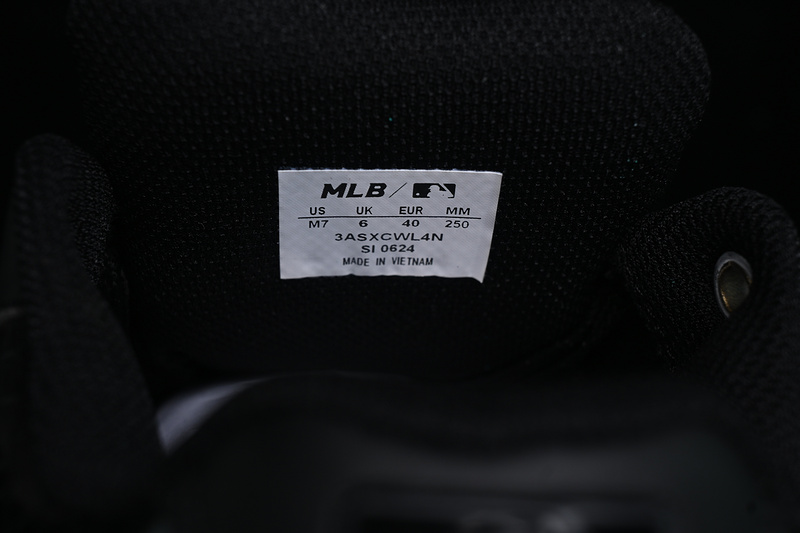 MLB/
US UK EUR MM
M7 6 40 250
3ASXCWL4N
SI 0624
MADE IN VIETNAM